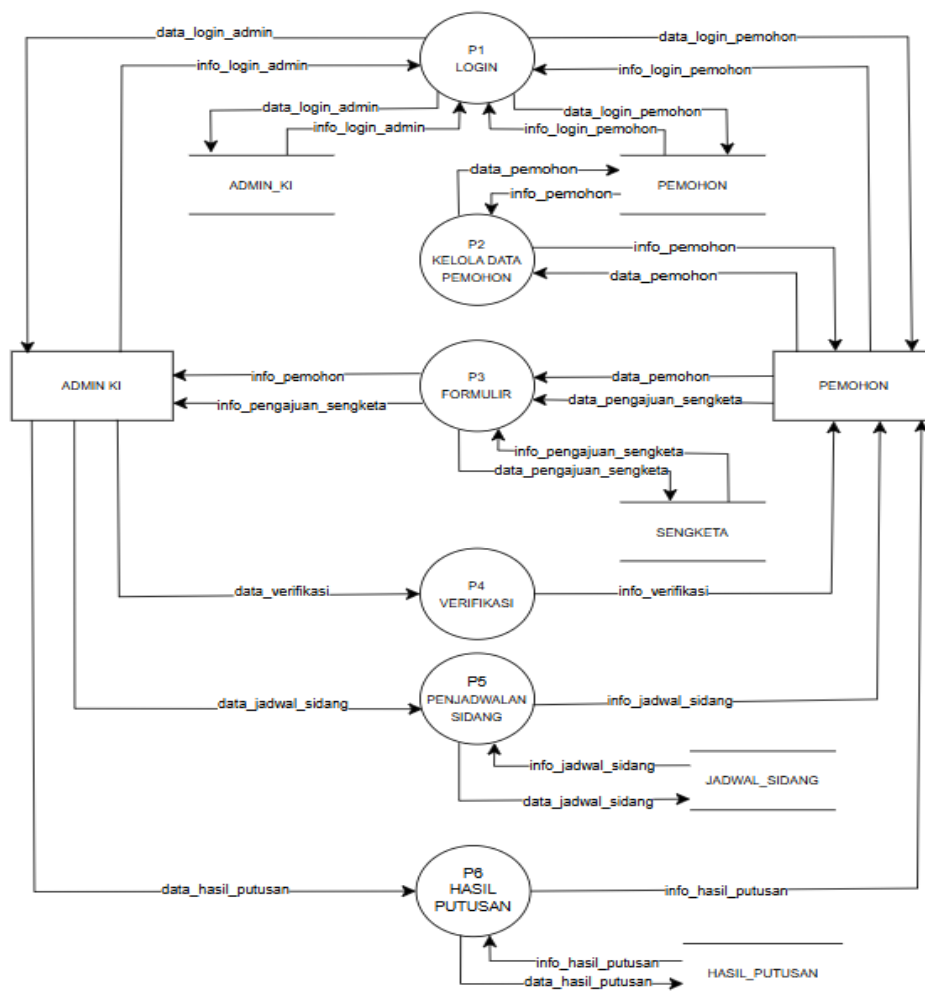 data_login_admin
data_login_pemohon
P1
LOGIN
info_login_admin
info_login_pemohon
data_login_admin
data_login_pemohon
info_login_admin
info_login_pemohon
data_pemohon
ADMIN_KI
PEMOHON
info_pemohon
P2
KELOLA DATA
PEMOHON
info_pemohon
data_pemohon
ADMIN KI
info_pemohon
P3
FORMULIR
data_pemohon
PEMOHON
info_pengajuan_sengketa
data_pengajuan_sengketa
info_pengajuan_sengketa
data_pengajuan_sengketa
SENGKETA
data_verifikasi
P4
VERIFIKASI
info_verifikasi
data_jadwal_sidang
P5
PENJADWALAN
SIDANG
info_jadwal_sidang
info_jadwal_sidang
JADWAL_SIDANG
data_jadwal_sidang
data_hasil_putusan
P6
HASIL
PUTUSAN
info_hasil_putusan
info_hasil_putusan
HASIL_PUTUSAN
data_hasil_putusan